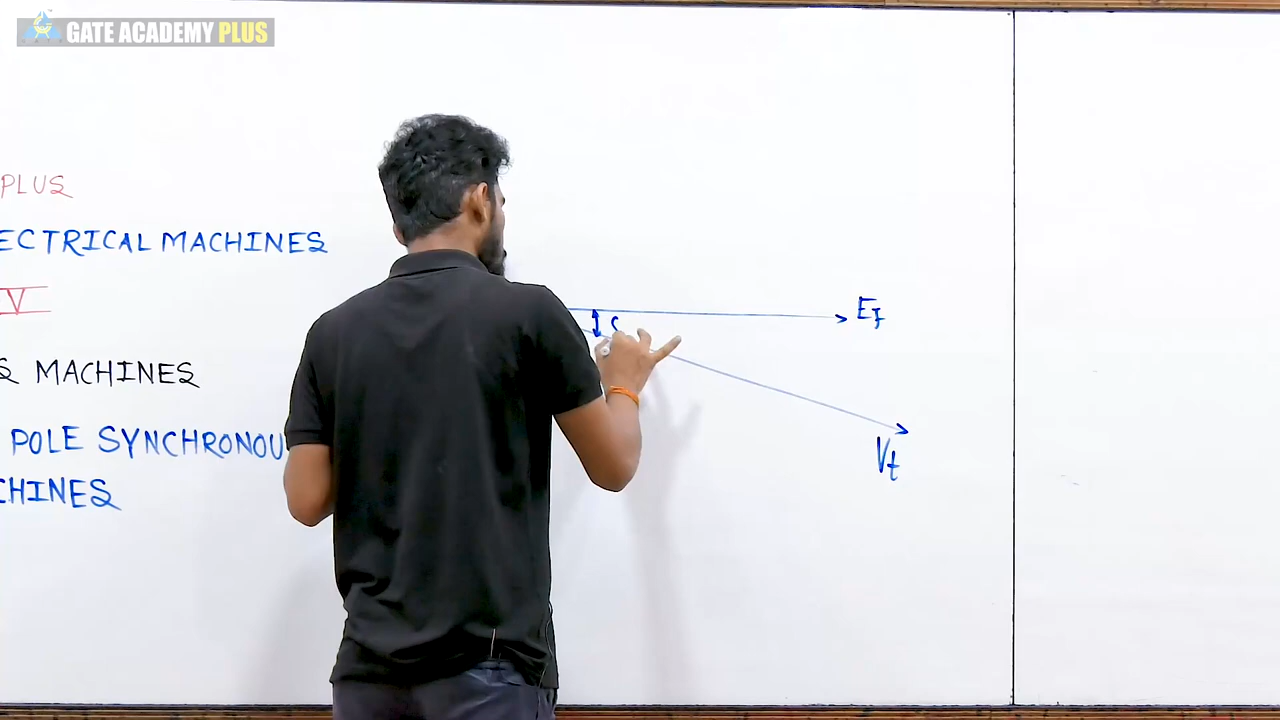 GATE ACADEMY PLUS
PLUS
ECTRICAL MACHINES
V
S MACHINES
POLE SYNCHRONOU
CHINES
Ef
Vt